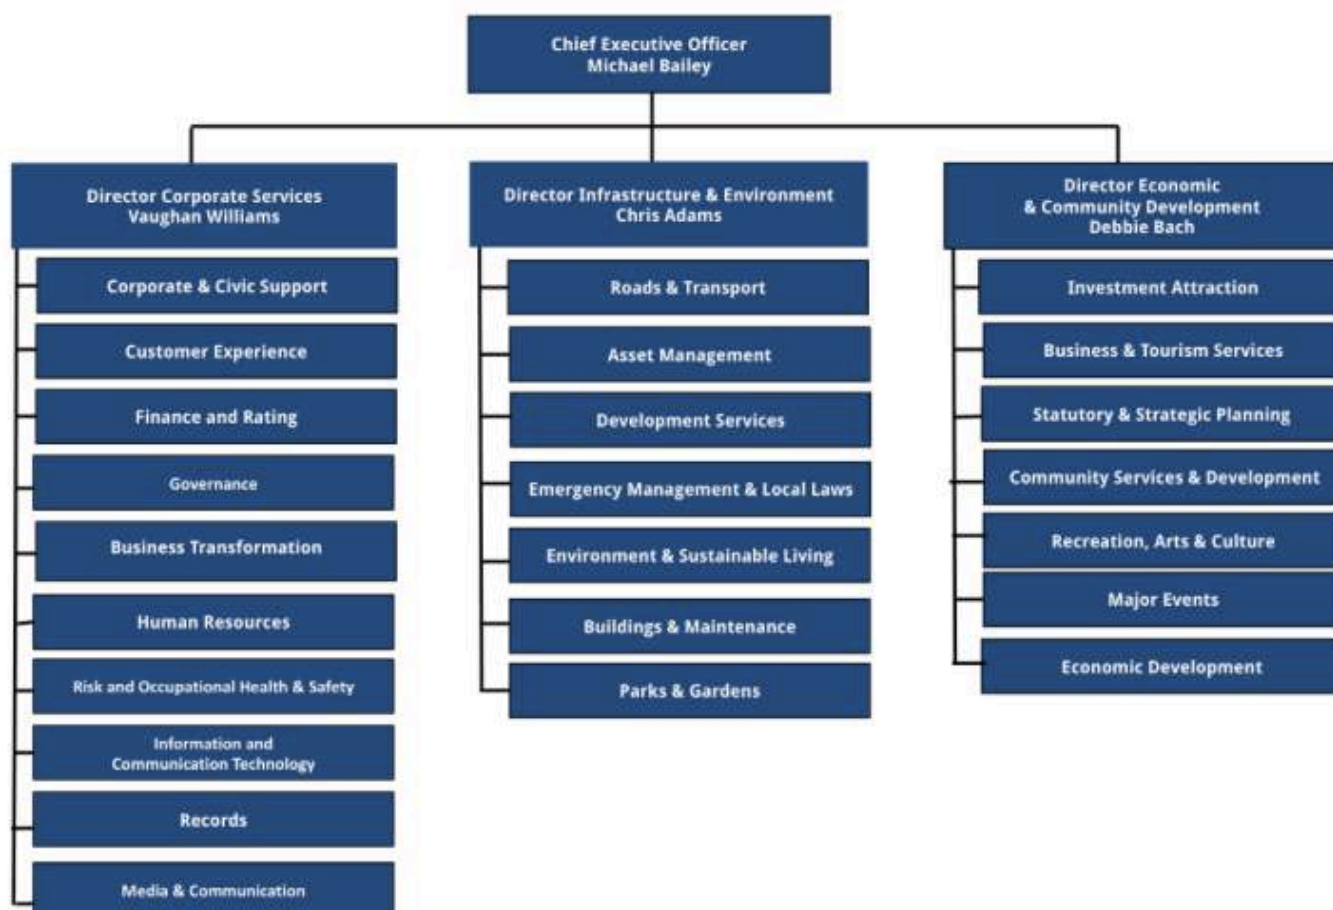 Chief Executive Officer
Michael Bailey
Director Corporate Services
Vaughan Williams
Corporate & Civic Support
Customer Experience
Finance and Rating
Governance
Business Transformation
Human Resources
Risk and Occupational Health & Safety
Information and
Communication Technology
Records
Media & Communication
Director Infrastructure & Environment
Chris Adams
Roads & Transport
Asset Management
Development Services
Emergency Management & Local Laws
Environment & Sustainable Living
Buildings & Maintenance
Parks & Gardens
Director Economic
& Community Development
Debbie Bach
Investment Attraction
Business & Tourism Services
Statutory & Strategic Planning
Community Services & Development
Recreation, Arts & Culture
Major Events
Economic Development